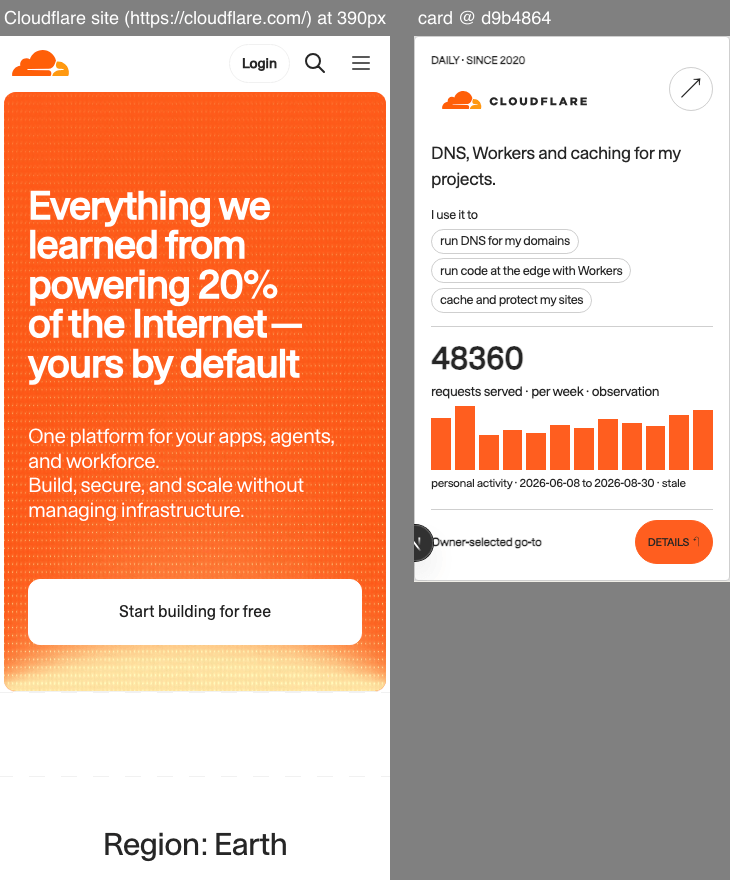 Cloudflare site (https://cloudflare.com/) at 390px
Login
Everything we
learned from
powering 20%
of the Internet—
yours by default
One platform for your apps, agents,
and workforce.
Build, secure, and scale without
managing infrastructure.
Start building for free
Region: Earth
card @ d9b4864
DAILY · SINCE 2020
CLOUDFLARE
DNS, Workers and caching for my
projects.
I use it to
run DNS for my domains
run code at the edge with Workers
cache and protect my sites
48360
requests served · per week · observation
personal activity · 2026-06-08 to 2026-08-30 · stale
Owner-selected go-to
DETAILS